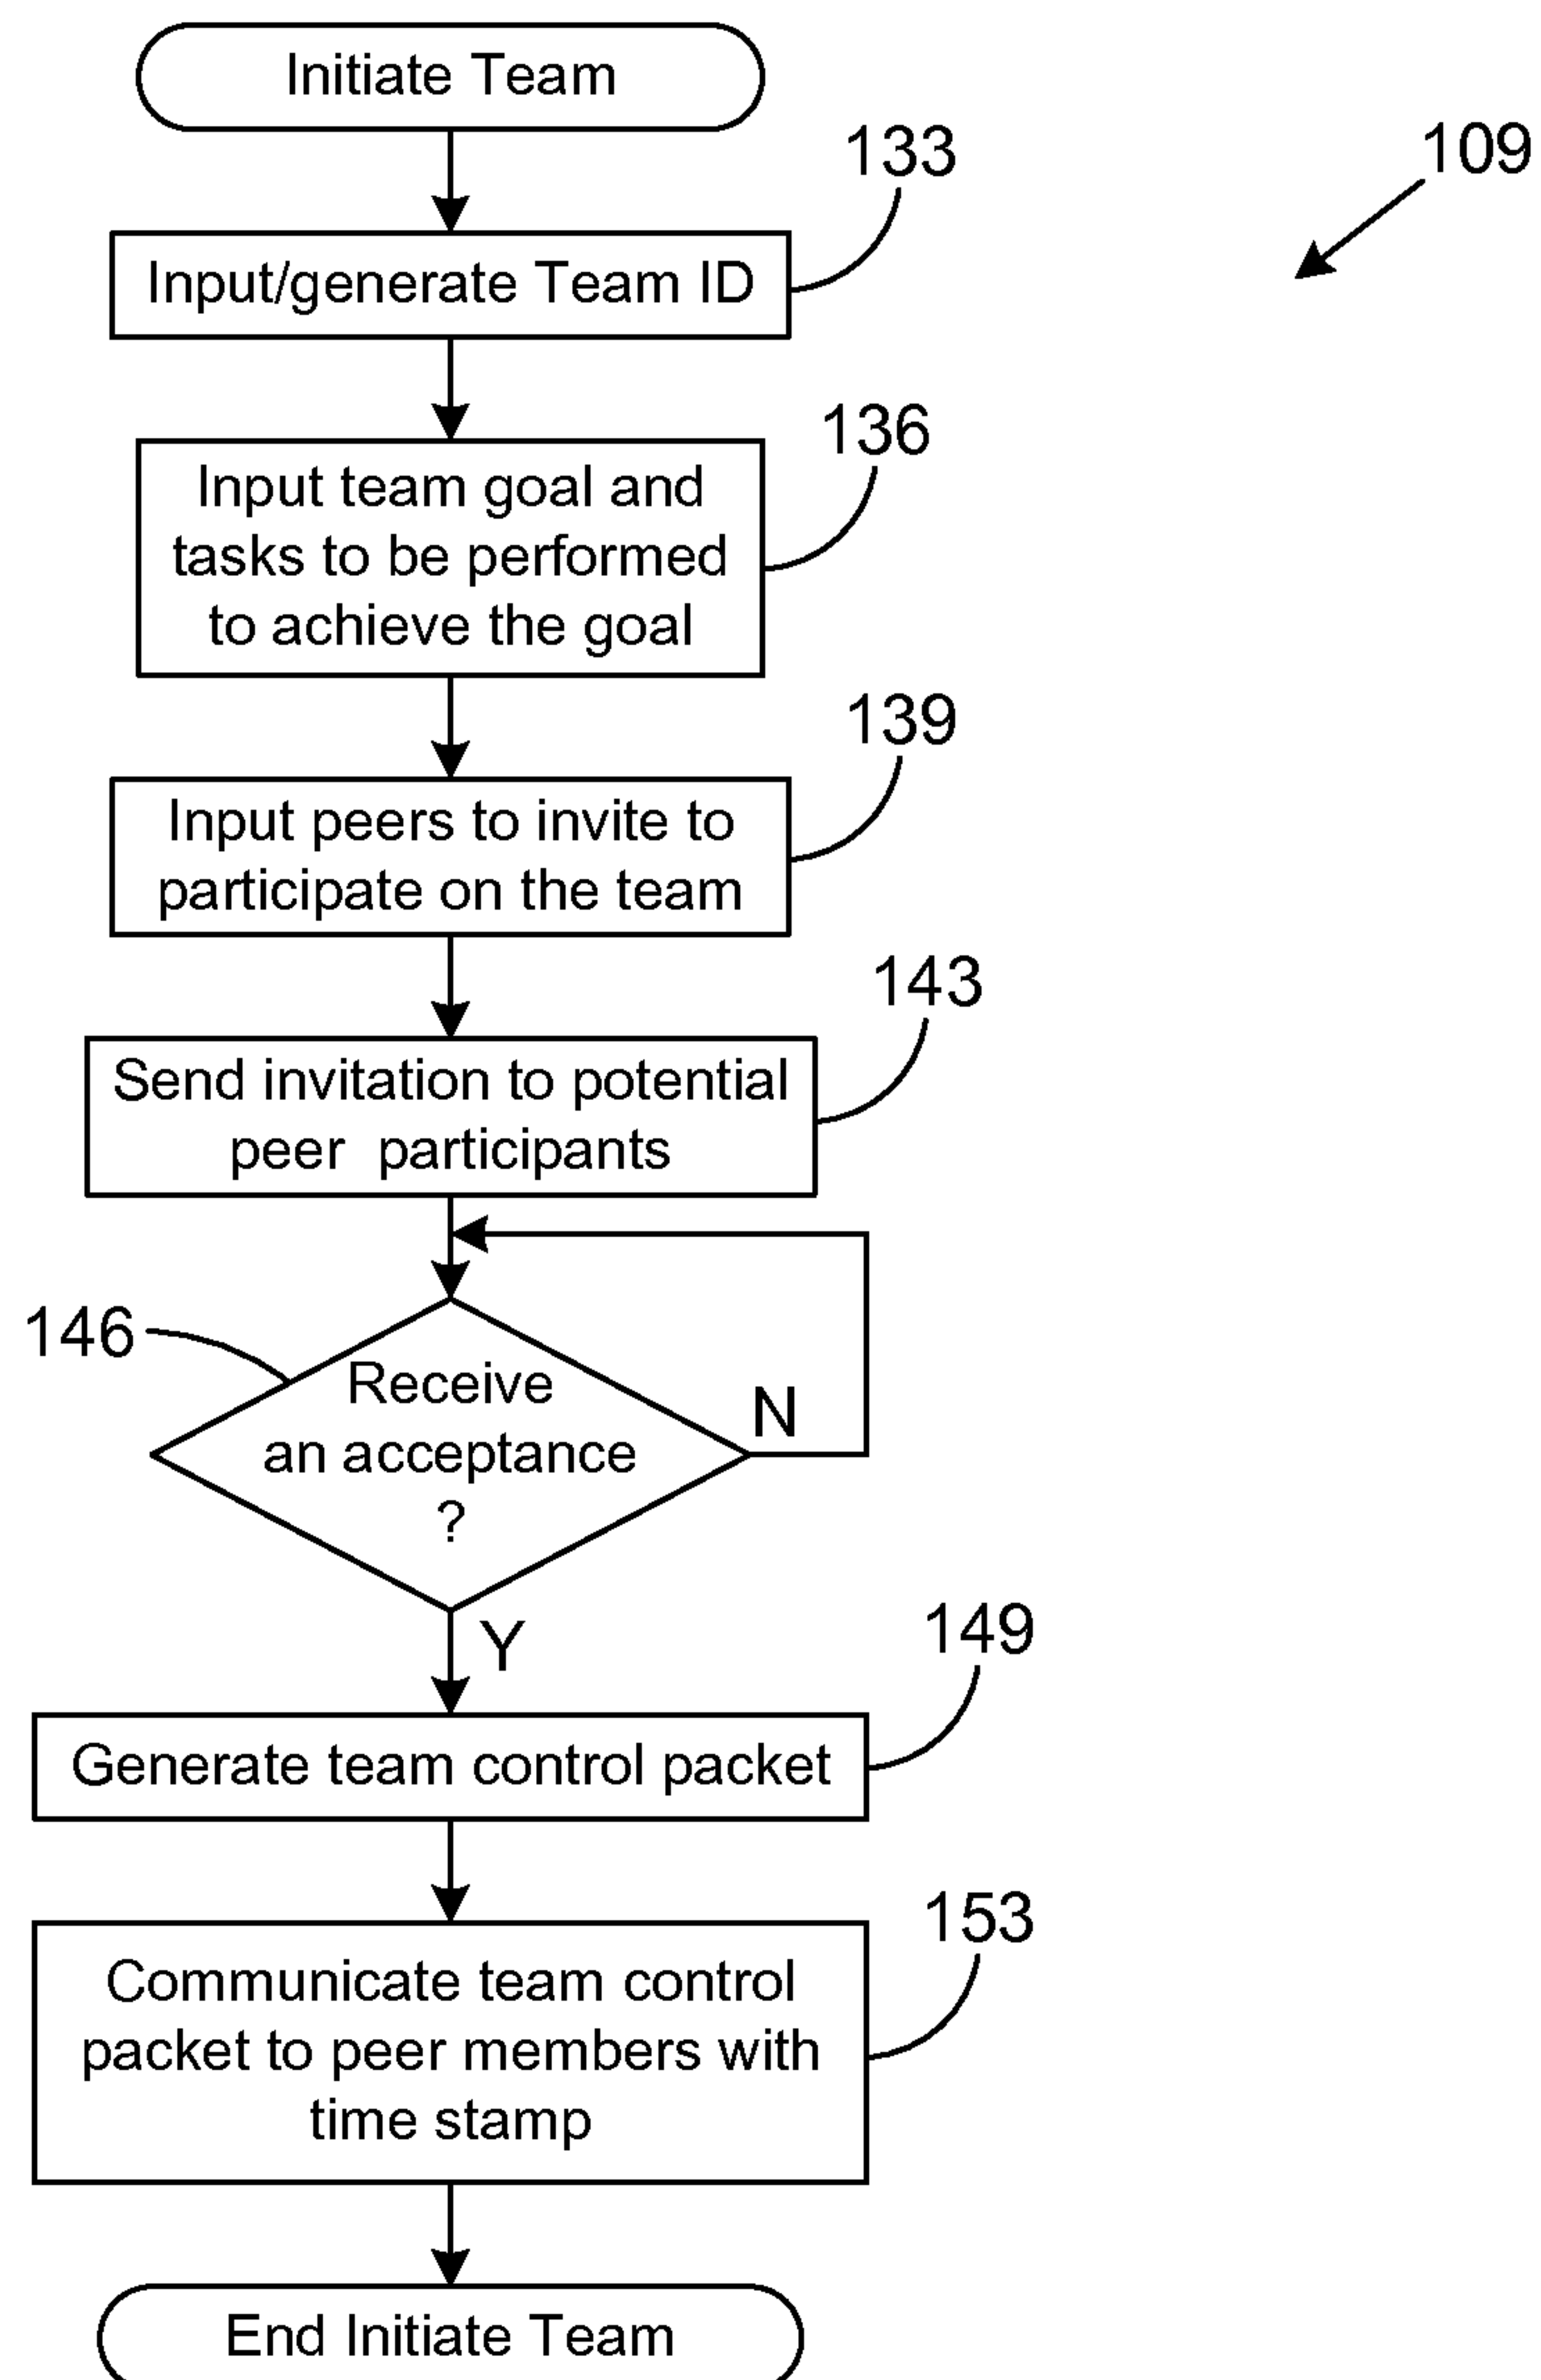 Initiate Team
133
109
Input/generate Team ID
136
Input team goal and
tasks to be performed
to achieve the goal
139
Input peers to invite to
participate on the team
143
Send invitation to potential
peer participants
146
Receive
an acceptance
?
N
Y
149
Generate team control packet
153
Communicate team control
packet to peer members with
time stamp
End Initiate Team